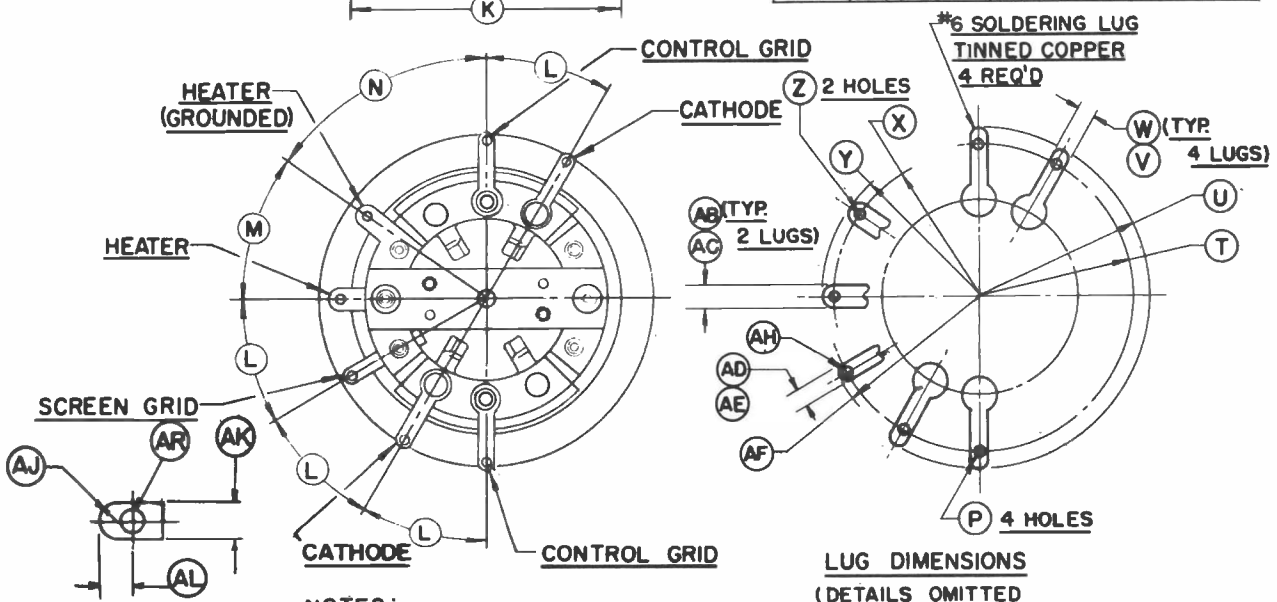 K
#6 SOLDERING LUG
TINNED COPPER
4 REQ'D
CONTROL GRID
L
N
Z 2 HOLES
X
HEATER
(GROUNDED)
CATHODE
W (TYP.
V 4 LUGS)
Y
M
AB (TYP.
AC 2 LUGS)
U
HEATER
T
AH
L
AD
AE
SCREEN GRID
AR
AK
AJ
AF
L
P 4 HOLES
L
CATHODE
CONTROL GRID
AL
LUG DIMENSIONS
(DETAILS OMITTED
NOTES: